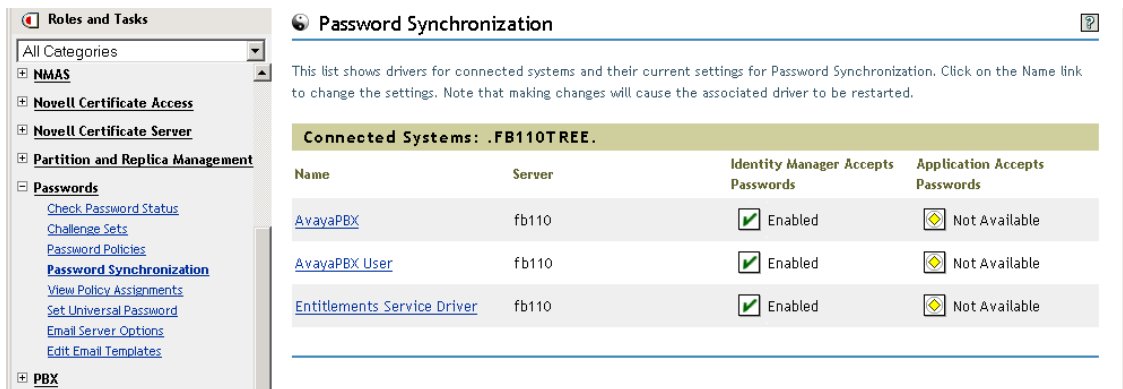 Roles and Tasks
All Categories
NMAS
Novell Certificate Access
Novell Certificate Server
Partition and Replica Management
Passwords
Check Password Status
Challenge Sets
Password Policies
Password Synchronization
View Policy Assignments
Set Universal Password
Email Server Options
Edit Email Templates
PBX
Password Synchronization
?
This list shows drivers for connected systems and their current settings for Password Synchronization. Click on the Name link
to change the settings. Note that making changes will cause the associated driver to be restarted.
Connected Systems: .FB110TREE.
Name Server Identity Manager Accepts Passwords Application Accepts Passwords
AvayaPBX fb110 Enabled Not Available
AvayaPBX User fb110 Enabled Not Available
Entitlements Service Driver fb110 Enabled Not Available